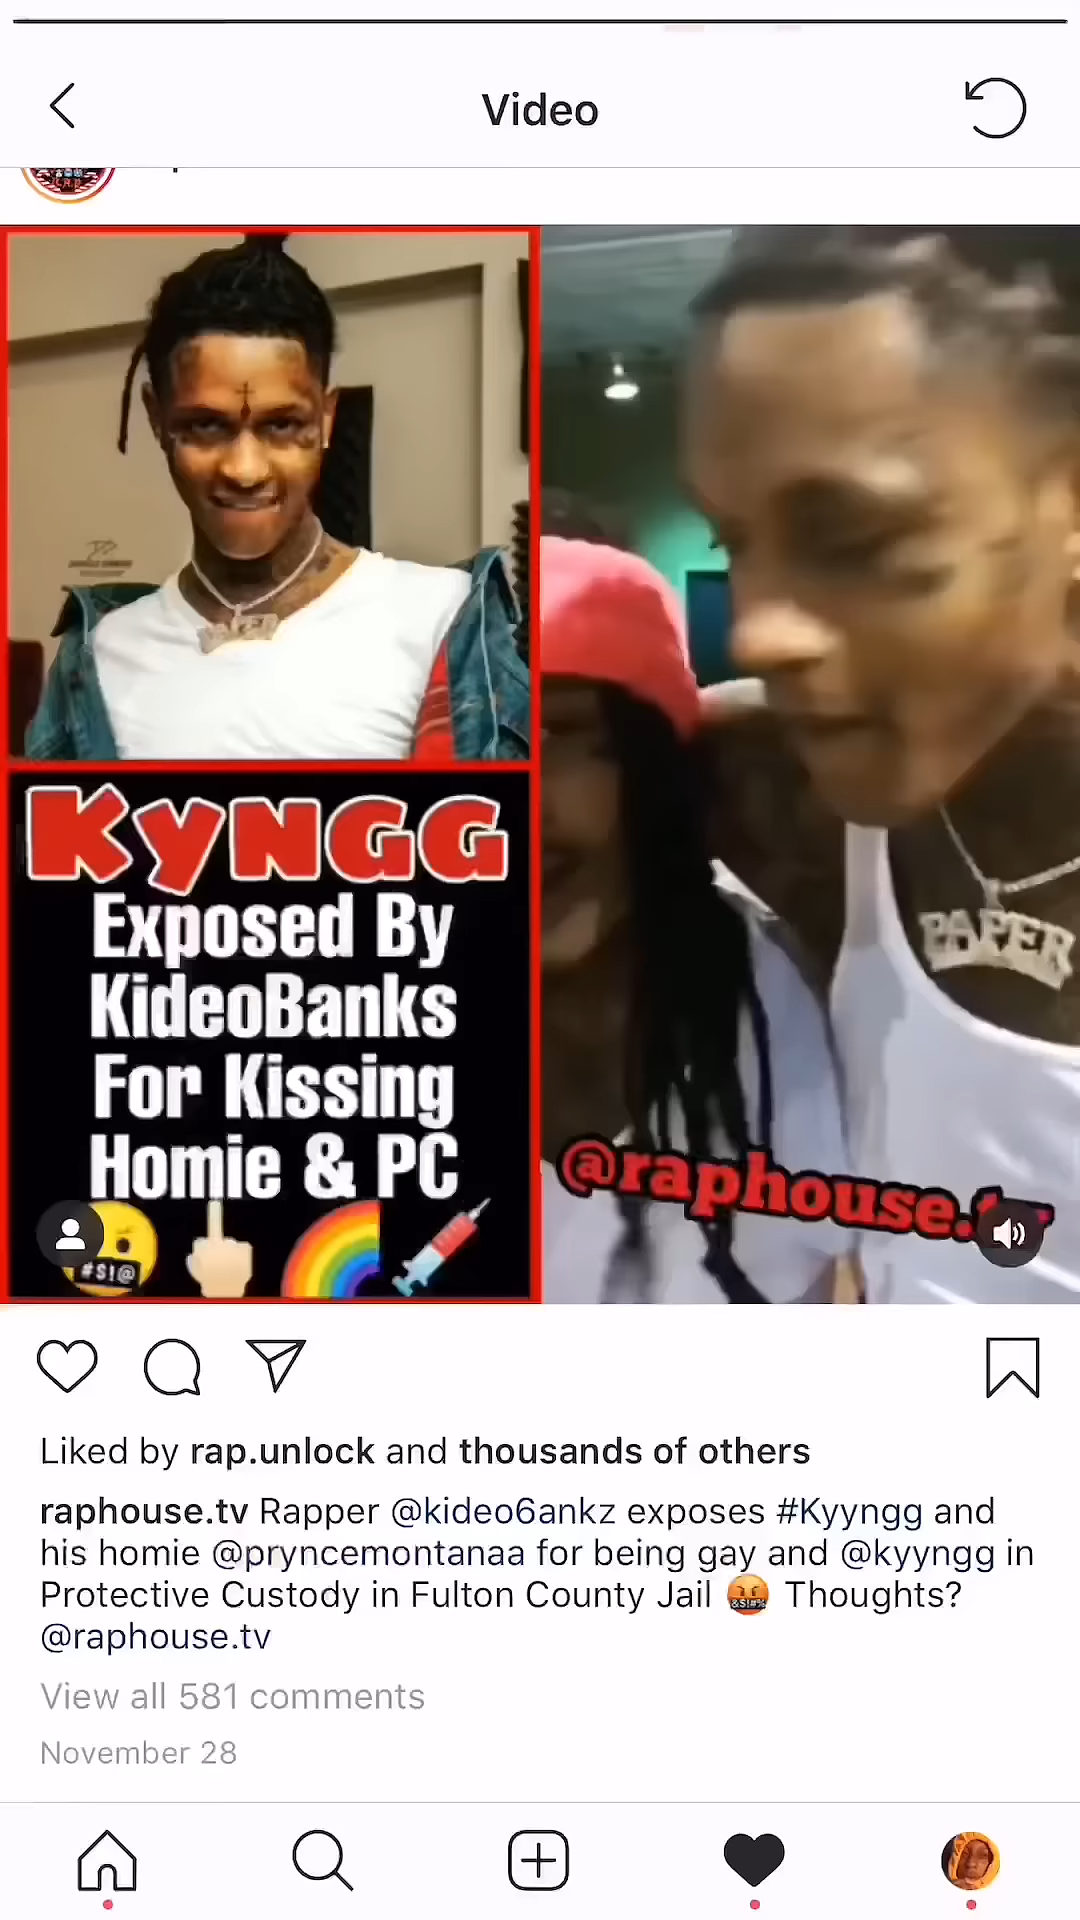 Video
PAPER
PAPER
KYNGG
Exposed By
KideoBanks
For Kissing
Homie & PC
#$!@
@raphouse.
Liked by rap.unlock and thousands of others
raphouse.tv Rapper @kideo6ankz exposes #Kyyngg and
his homie @pryncemontanaa for being gay and @kyyngg in
Protective Custody in Fulton County Jail 🤬 Thoughts?
@raphouse.tv
View all 581 comments
November 28